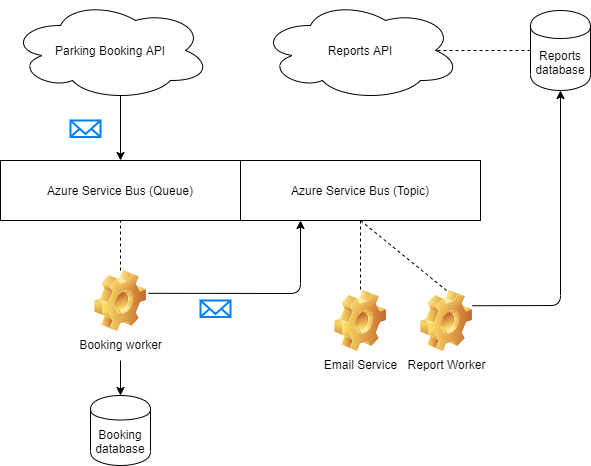 Parking Booking API
Reports API
Reports
database
Azure Service Bus (Queue)
Azure Service Bus (Topic)
Booking worker
Email Service
Report Worker
Booking
database